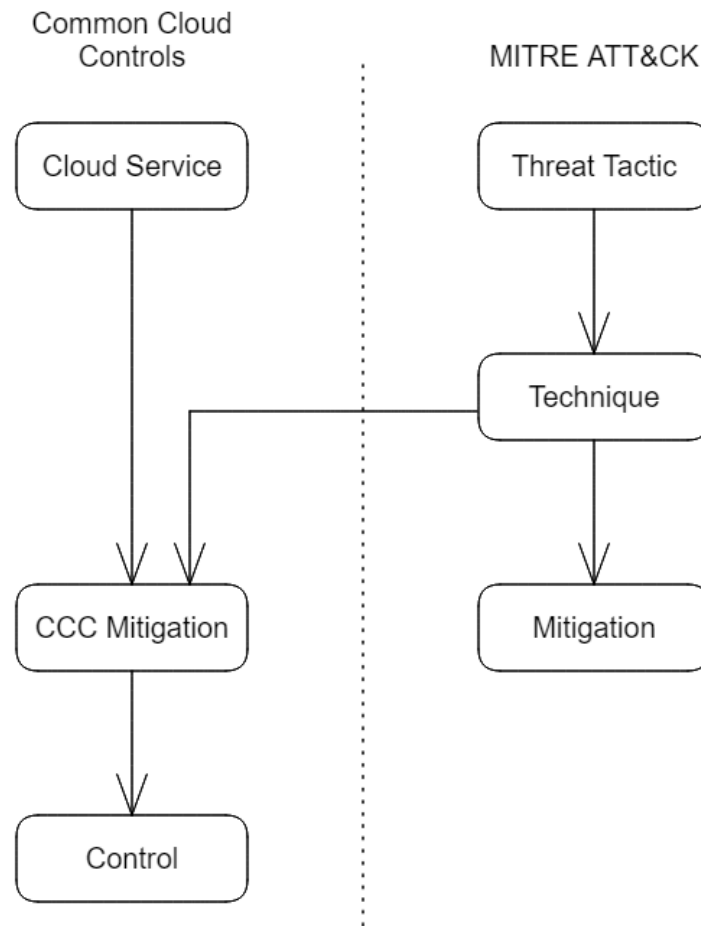 Common Cloud
Controls
MITRE ATT&CK
Cloud Service
Threat Tactic
Technique
CCC Mitigation
Mitigation
Control